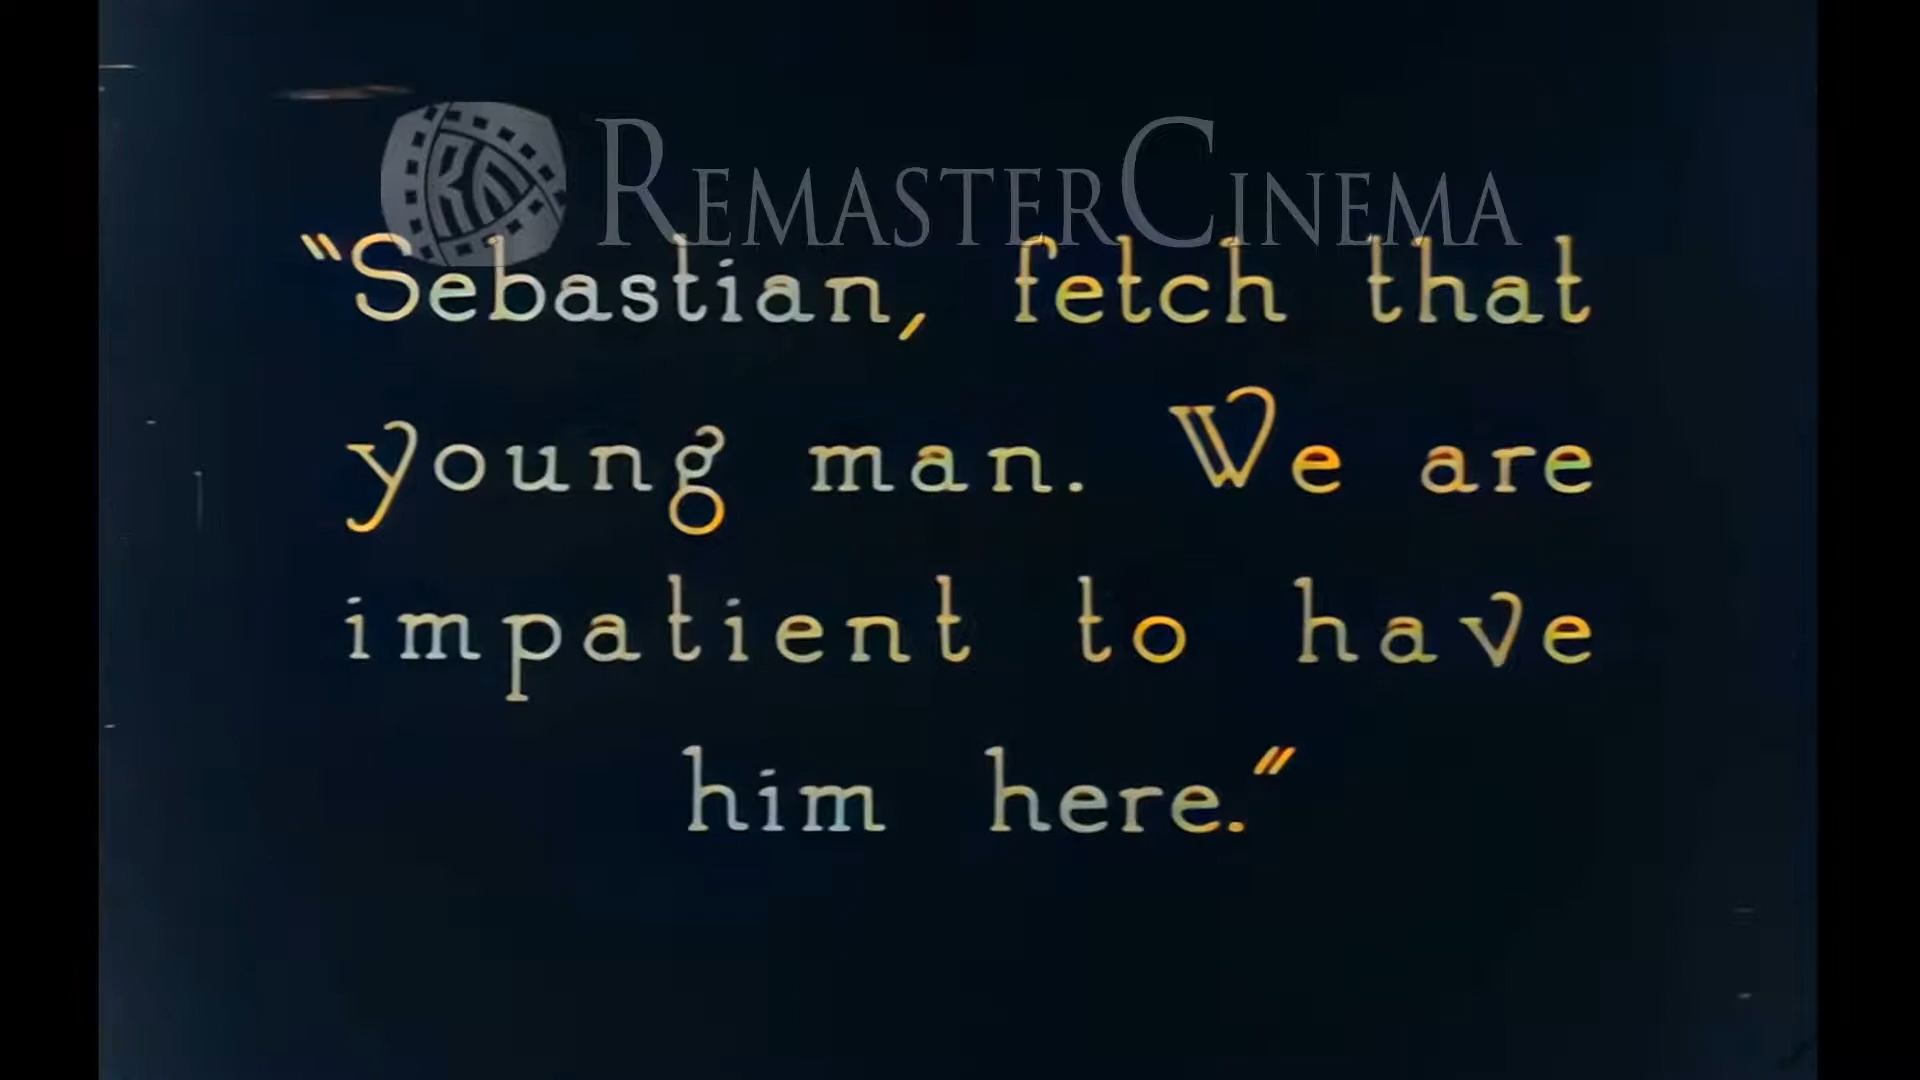 REMASTERCINEMA
"Sebastian, fetch that
young man. We are
impatient to have
him here."